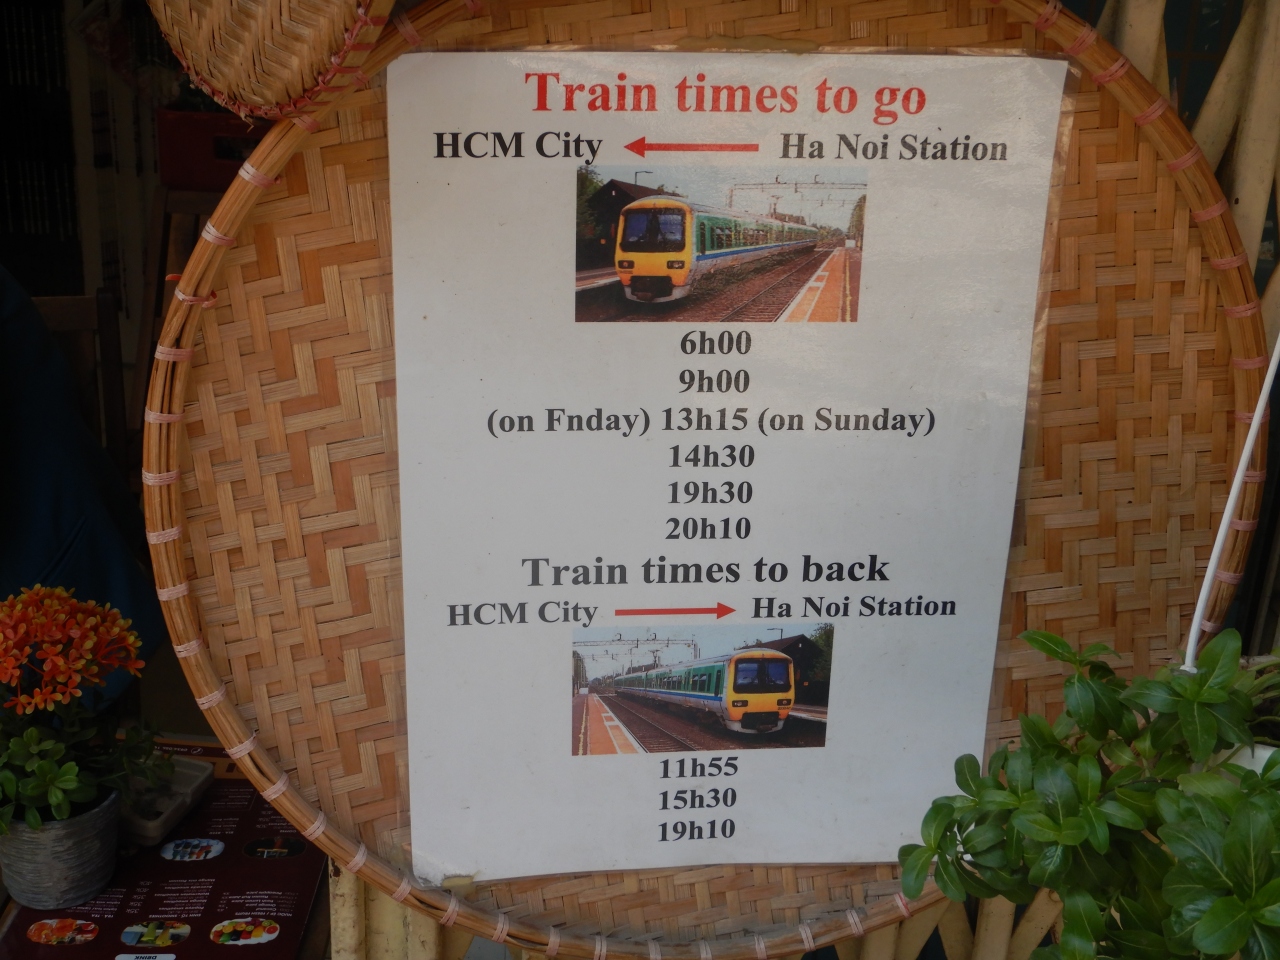 Train times to go
HCM City Ha Noi Station
6h00
9h00
(on Fnday) 13h15 (on Sunday)
14h30
19h30
20h10
Train times to back
HCM City Ha Noi Station
11h55
15h30
19h10
DRINK